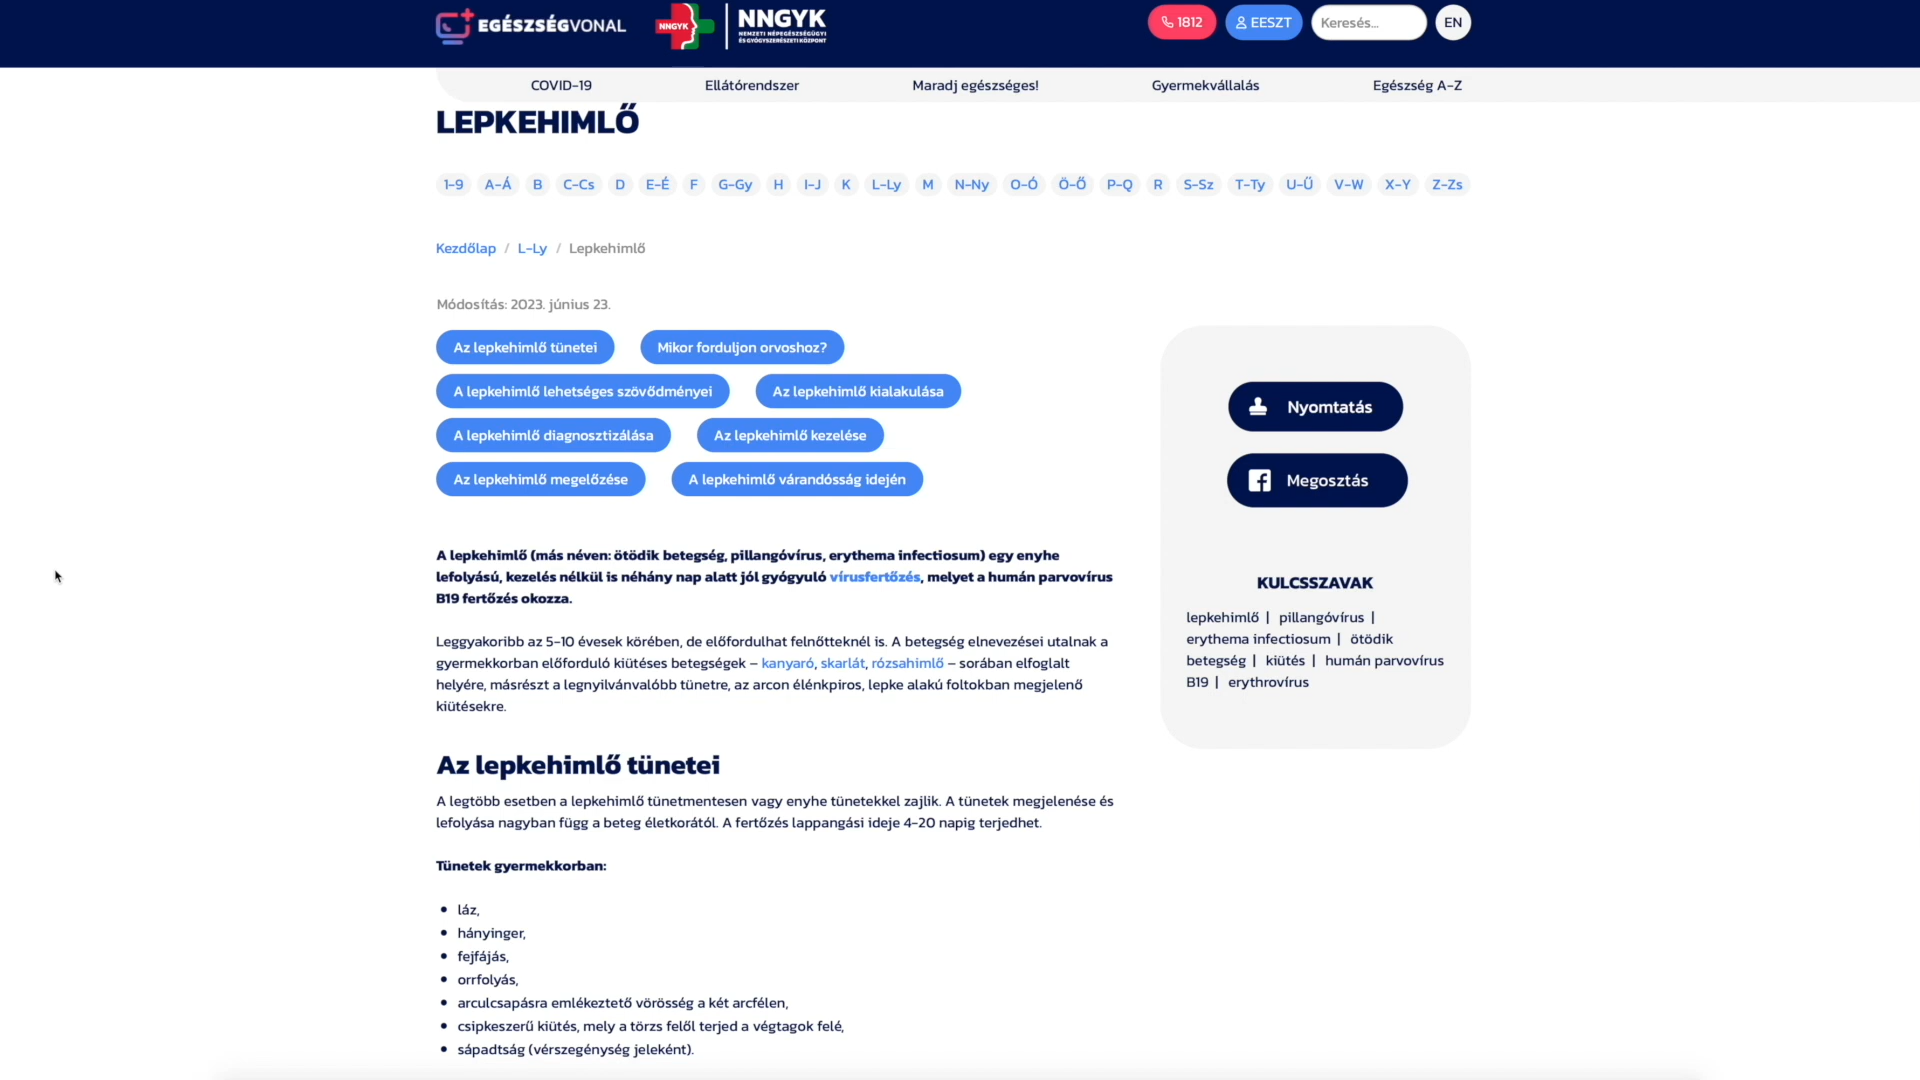 EGÉSZSÉGVONAL
NNGYK
NNGYK
NEMZETI NÉPEGÉSZSÉGÜGYI
ÉS GYÓGYSZERÉSZETI KÖZPONT
1812
EESZT
Keresés...
EN
COVID-19
Ellátórendszer
Maradj egészséges!
Gyermekvállalás
Egészség A-Z
LEPKEHIMLŐ
1-9 A-Á B C-Cs D E-É F G-Gy H I-J K L-Ly M N-Ny O-Ó Ö-Ő P-Q R S-Sz T-Ty U-Ű V-W X-Y Z-Zs
Kezdőlap / L-Ly / Lepkehimlő
Módosítás: 2023. június 23.
Az lepkehimlő tünetei
Mikor forduljon orvoshoz?
A lepkehimlő lehetséges szövődményei
Az lepkehimlő kialakulása
A lepkehimlő diagnosztizálása
Az lepkehimlő kezelése
Az lepkehimlő megelőzése
A lepkehimlő várandósság idején
A lepkehimlő (más néven: ötödik betegség, pillangóvírus, erythema infectiosum) egy enyhe
lefolyású, kezelés nélkül is néhány nap alatt jól gyógyuló vírusfertőzés, melyet a humán parvovírus
B19 fertőzés okozza.
Leggyakoribb az 5-10 évesek körében, de előfordulhat felnőtteknél is. A betegség elnevezései utalnak a
gyermekkorban előforduló kiütéses betegségek – kanyaró, skarlát, rózsahimlő – sorában elfoglalt
helyére, másrészt a legnyilvánvalóbb tünetre, az arcon élénkpiros, lepke alakú foltokban megjelenő
kiütésekre.
Az lepkehimlő tünetei
A legtöbb esetben a lepkehimlő tünetmentesen vagy enyhe tünetekkel zajlik. A tünetek megjelenése és
lefolyása nagyban függ a beteg életkorától. A fertőzés lappangási ideje 4-20 napig terjedhet.
Tünetek gyermekkorban:
• láz,
• hányinger,
• fejfájás,
• orrfolyás,
• arculcsapásra emlékeztető vörösség a két arcfélen,
• csipkeszerű kiütés, mely a törzs felől terjed a végtagok felé,
• sápadtság (vérszegénység jeleként).
Nyomtatás
Megosztás
KULCSSZAVAK
lepkehimlő | pillangóvírus |
erythema infectiosum | ötödik
betegség | kiütés | humán parvovírus
B19 | erythrovírus